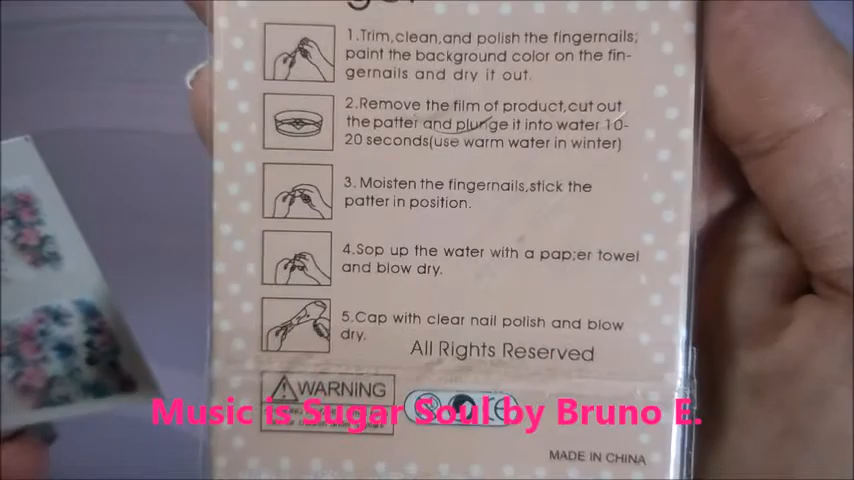 1.Trim,clean,and polish the fingernails;
paint the background color on the fin-
gernails and dry it out.
2.Remove the film of product,cut out
the patter and plunge it into water 10-
20 seconds(use warm water in winter)
3.Moisten the fingernails,stick the
patter in position.
4.Sop up the water with a pap;er towel
and blow dry.
5.Cap with clear nail polish and blow
dry.
All Rights Reserved
WARNING
Music is Sugar Soul by Bruno E.
MADE IN CHINA